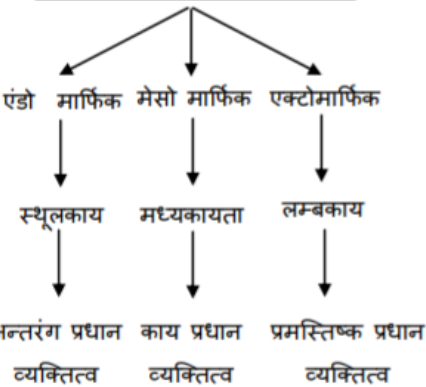 एंडो मार्फिक मेसो मार्फिक एक्टोमार्फिक
स्थूलकाय मध्यकायता लम्बकाय
न्तरंग प्रधान काय प्रधान प्रमस्तिष्क प्रधान
व्यक्तित्व व्यक्तित्व व्यक्तित्व